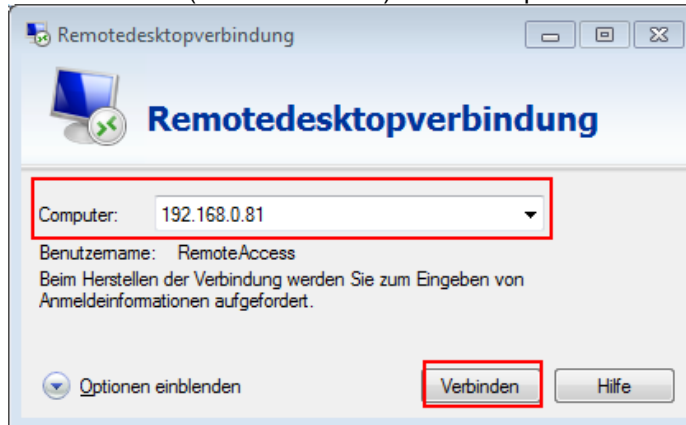 Remotedesktopverbindung
Remotedesktopverbindung
Computer: 192.168.0.81
Benutzername: RemoteAccess
Beim Herstellen der Verbindung werden Sie zum Eingeben von
Anmeldeinformationen aufgefordert.
Optionen einblenden Verbinden Hilfe